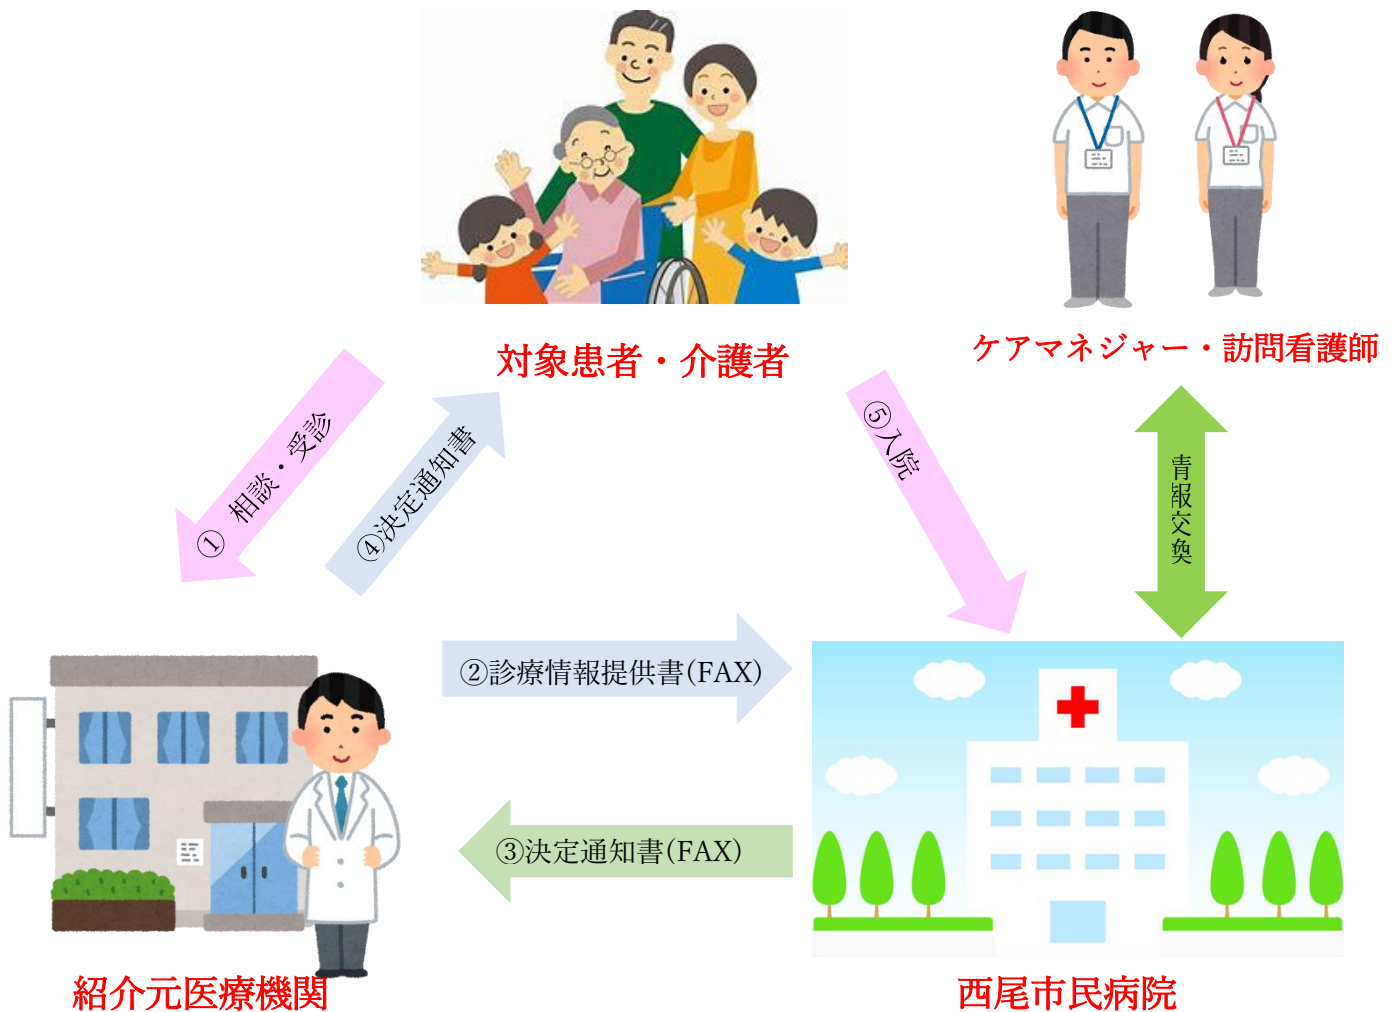 対象患者・介護者
ケアマネジャー・訪問看護師
① 相談・受診
④決定通知書
⑤入院
情報交換
②診療情報提供書(FAX)
③決定通知書(FAX)
紹介元医療機関
西尾市民病院